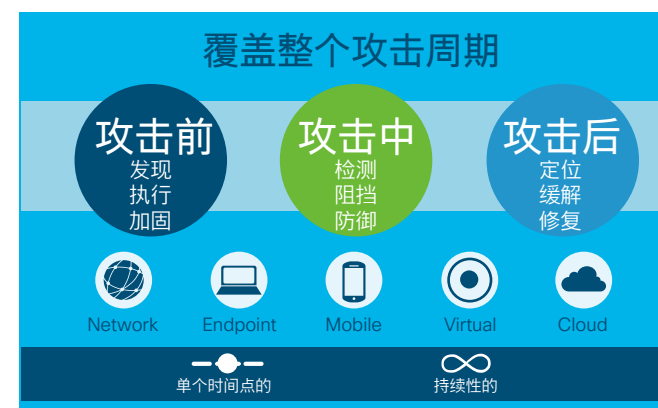 覆盖整个攻击周期
攻击前
发现
执行
加固
攻击中
检测
阻挡
防御
攻击后
定位
缓解
修复
Network
Endpoint
Mobile
Virtual
Cloud
单个时间点的
持续性的